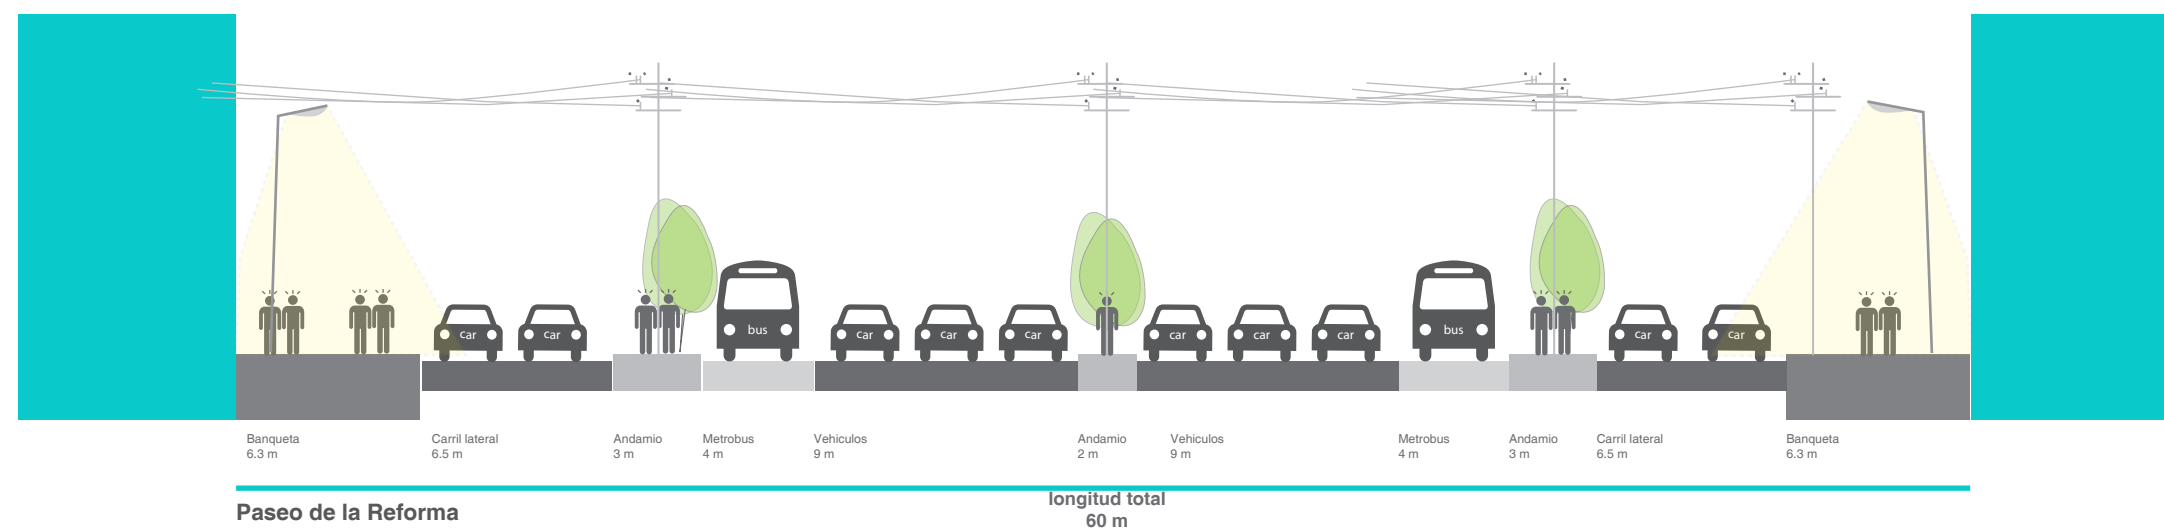 car car bus car car car car car car bus car car
Banqueta
6.3 m
Carril lateral
6.5 m
Andamio
3 m
Metrobus
4 m
Vehiculos
9 m
Andamio
2 m
Vehiculos
9 m
Metrobus
4 m
Andamio
3 m
Carril lateral
6.5 m
Banqueta
6.3 m
longitud total
60 m
Paseo de la Reforma